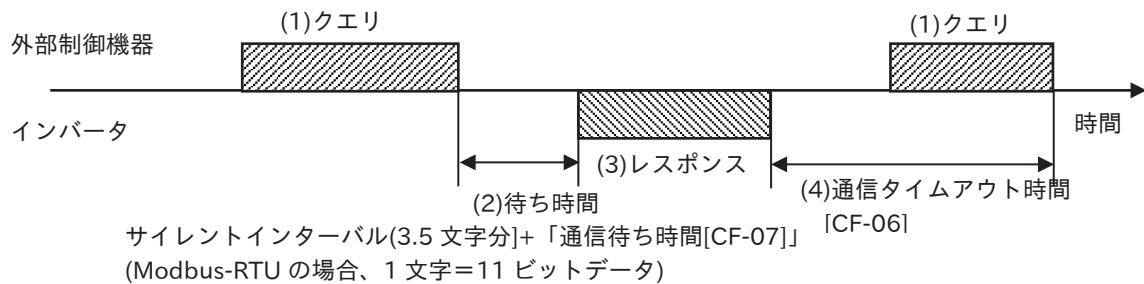 (1)クエリ
(1)クエリ
外部制御機器
インバータ
時間
(3)レスポンス
(4)通信タイムアウト時間
[CF-06]
(2)待ち時間
サイレントインターバル(3.5 文字分]+「通信待ち時間[CF-07]」
(Modbus-RTU の場合、1 文字＝11 ビットデータ)